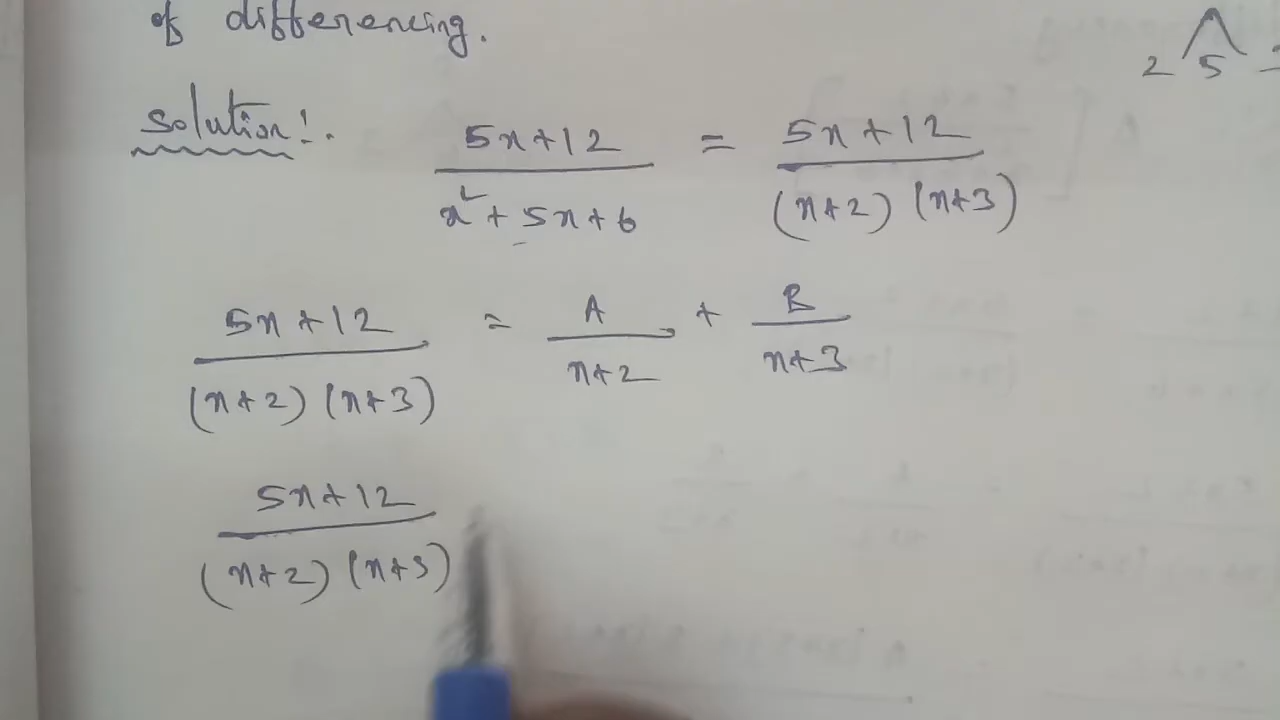 of differencing.
2 5
Solution:.
5x+12 / x²+5x+6 = 5x+12 / (x+2) (x+3)
5x+12 / (x+2) (x+3) = A / x+2 + B / x+3
5x+12 / (x+2) (x+3)